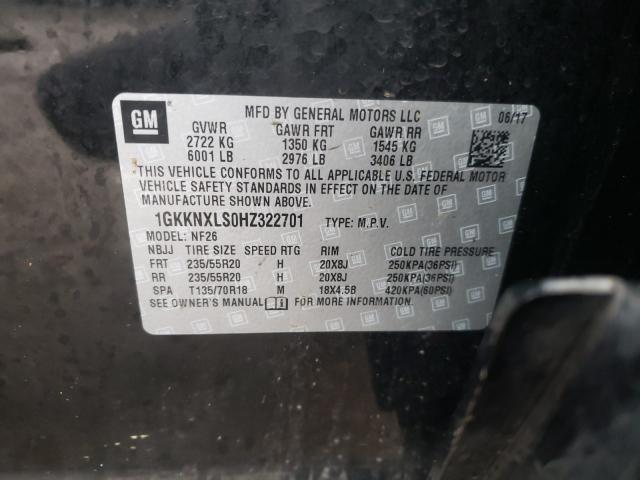 GM
MFD BY GENERAL MOTORS LLC 06/17
GVWR GAWR FRT GAWR RR
2722 KG 1350 KG 1545 KG
6001 LB 2976 LB 3406 LB
THIS VEHICLE CONFORMS TO ALL APPLICABLE U.S. FEDERAL MOTOR
VEHICLE SAFETY STANDARDS IN EFFECT ON THE DATE OF
MANUFACTURE SHOWN ABOVE.
1GKKNXLS0HZ322701 TYPE: M.P.V.
MODEL: NF26
NBJJ TIRE SIZE SPEED RTG RIM COLD TIRE PRESSURE
FRT 235/55R20 H 20X8J 250KPA(36PSI)
RR 235/55R20 H 20X8J 250KPA(36PSI)
SPA T135/70R18 M 18X4.5B 420KPA(60PSI)
SEE OWNER'S MANUAL FOR MORE INFORMATION.